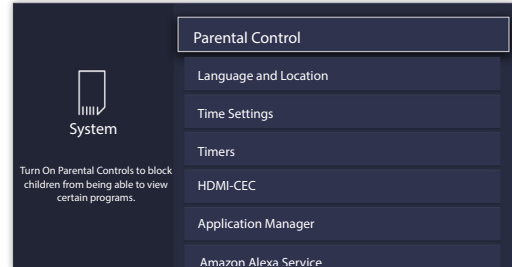 System
Turn On Parental Controls to block
children from being able to view
certain programs.
Parental Control
Language and Location
Time Settings
Timers
HDMI-CEC
Application Manager
Amazon Alexa Service